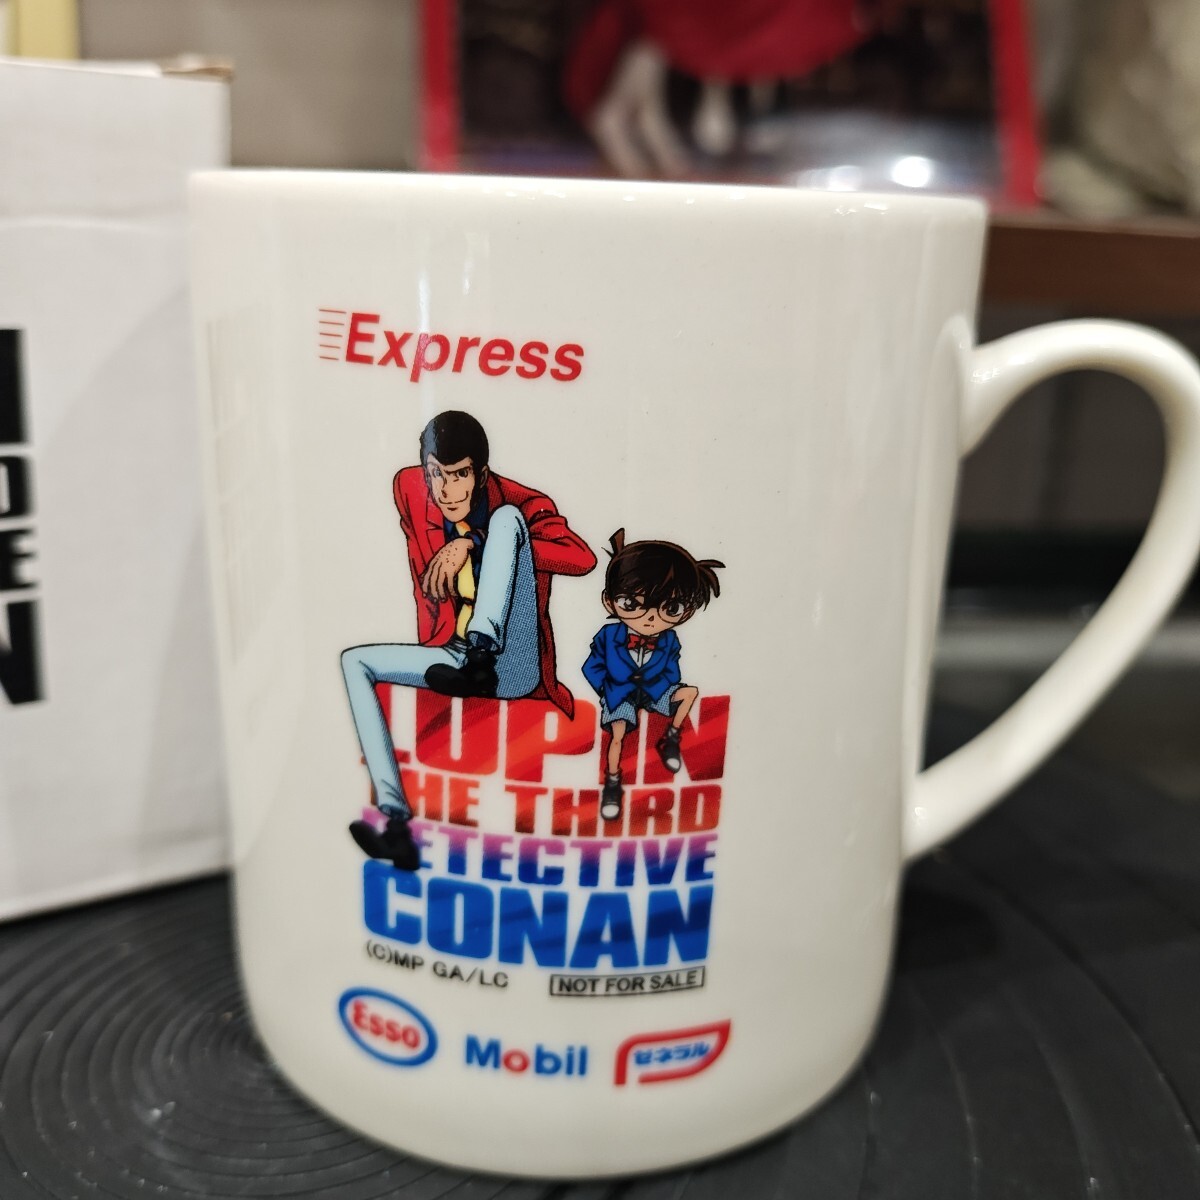 Express
LUPIN
THE THIRD
DETECTIVE
CONAN
(C)MP GA/LC
NOT FOR SALE
Esso
Mobil
ゼネラル